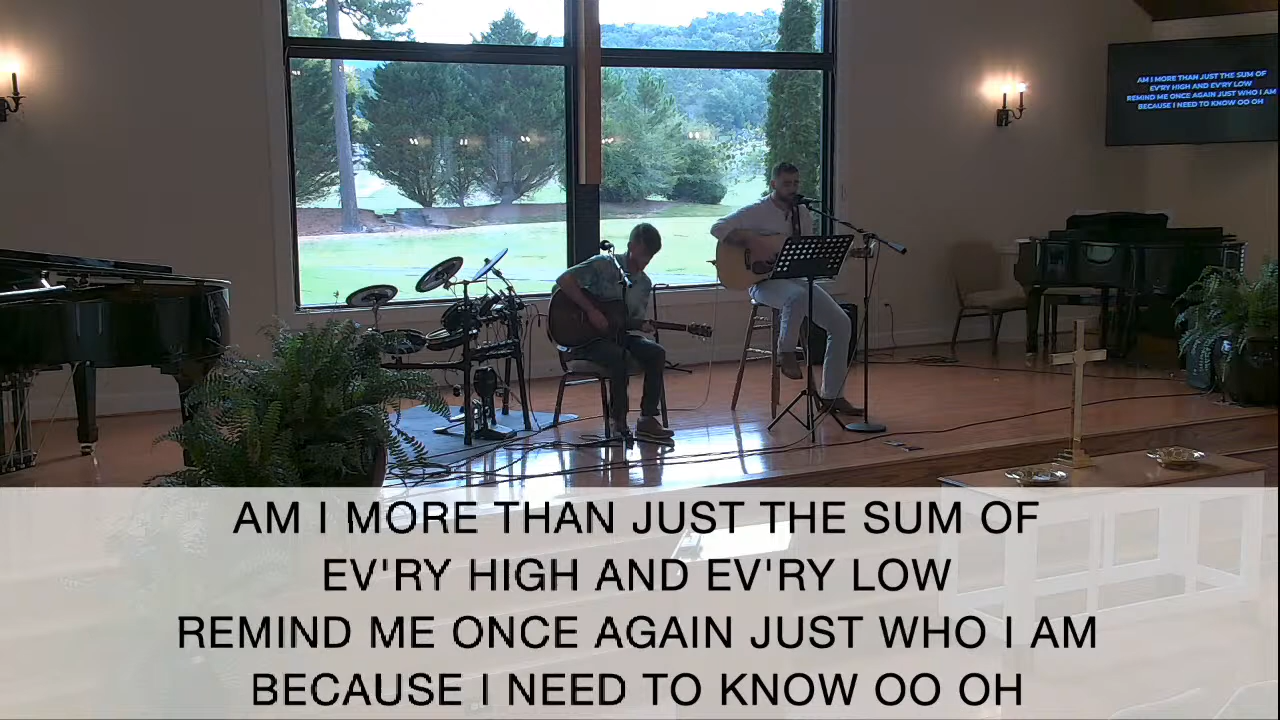 AM I MORE THAN JUST THE SUM OF
EV'RY HIGH AND EV'RY LOW
REMIND ME ONCE AGAIN JUST WHO I AM
BECAUSE I NEED TO KNOW OO OH
AM I MORE THAN JUST THE SUM OF
EV'RY HIGH AND EV'RY LOW
REMIND ME ONCE AGAIN JUST WHO I AM
BECAUSE I NEED TO KNOW OO OH